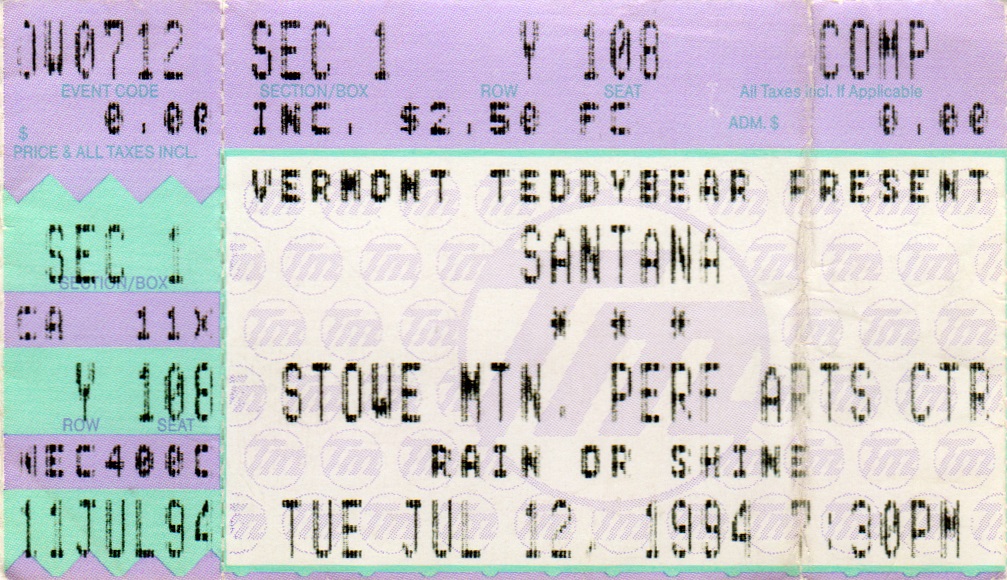 OW0712
EVENT CODE
$ 0.00
PRICE & ALL TAXES INCL.
SEC 1
SECTION/BOX
CA 11X
Y 108
ROW SEAT
NEC400C
11JUL94
SEC 1 Y 108 COMP
SECTION/BOX ROW SEAT All Taxes Incl. If Applicable
INC. $2.50 FC ADM. $ 0.00
VERMONT TEDDYBEAR PRESENT
SANTANA
* * *
STOWE MTN. PERF ARTS CTR
RAIN OR SHINE
TUE JUL 12, 1994 7:30PM